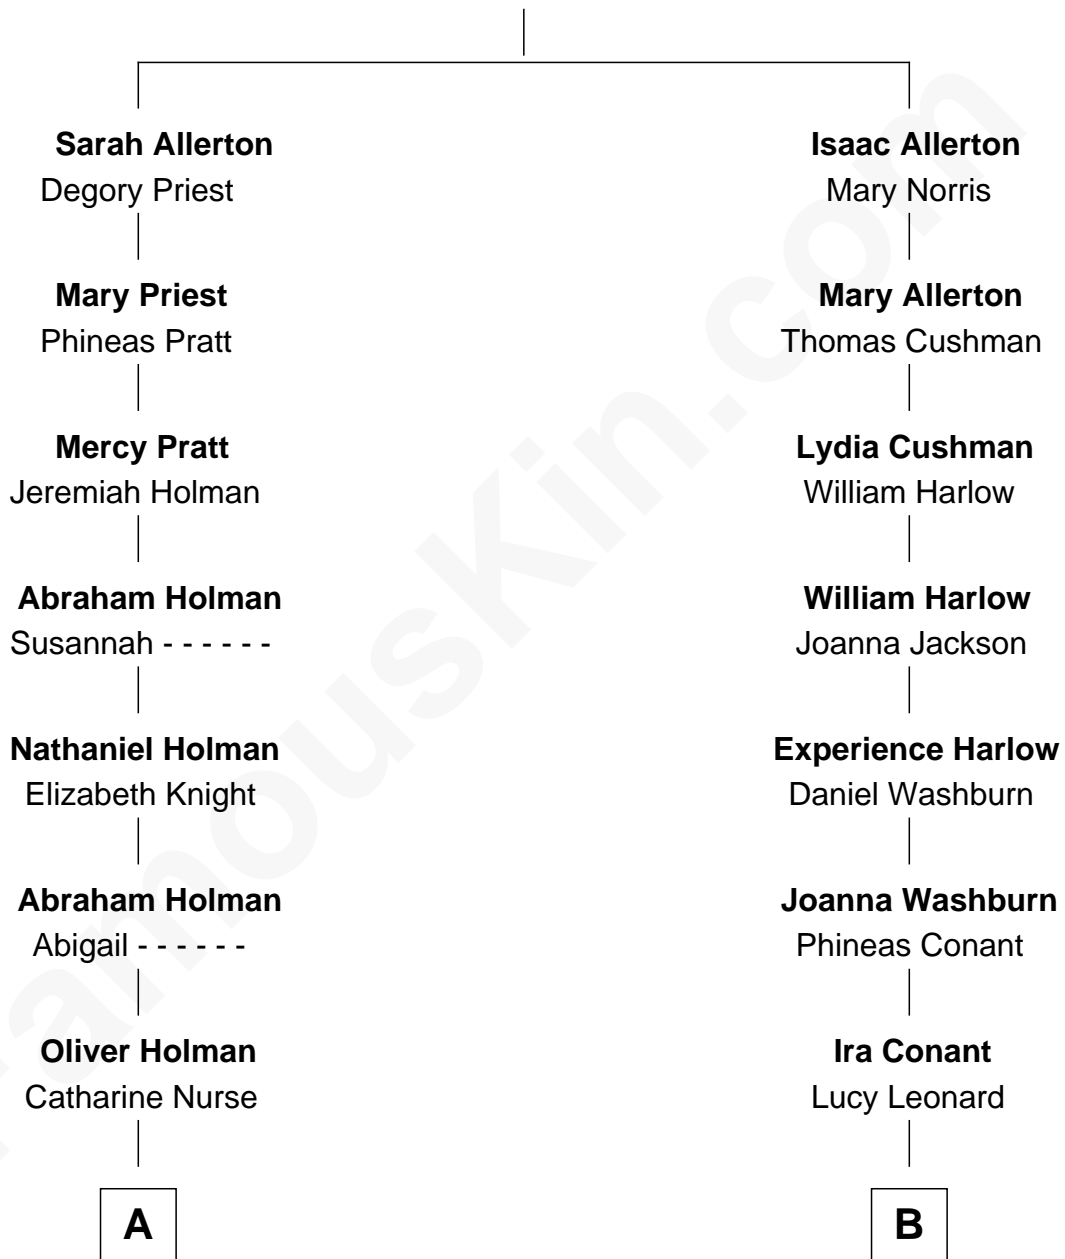 Sarah Allerton
Degory Priest
Mary Priest
Phineas Pratt
Mercy Pratt
Jeremiah Holman
Abraham Holman
Susannah - - - - - -
Nathaniel Holman
Elizabeth Knight
Abraham Holman
Abigail - - - - - -
Oliver Holman
Catharine Nurse
A
Isaac Allerton
Mary Norris
Mary Allerton
Thomas Cushman
Lydia Cushman
William Harlow
William Harlow
Joanna Jackson
Experience Harlow
Daniel Washburn
Joanna Washburn
Phineas Conant
Ira Conant
Lucy Leonard
B
FamousKin.com